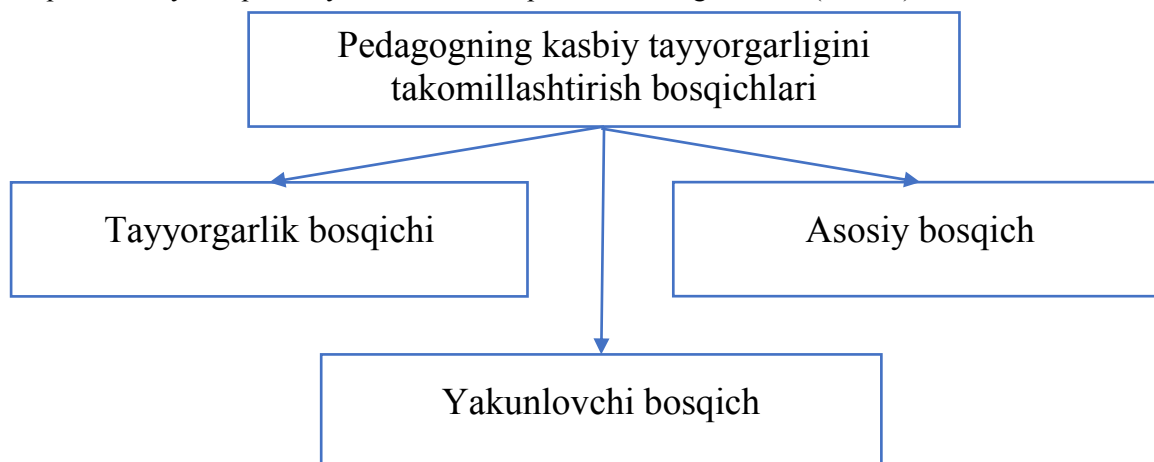 Pedagogning kasbiy tayyorgarligini
takomillashtirish bosqichlari
Tayyorgarlik bosqichi
Asosiy bosqich
Yakunlovchi bosqich